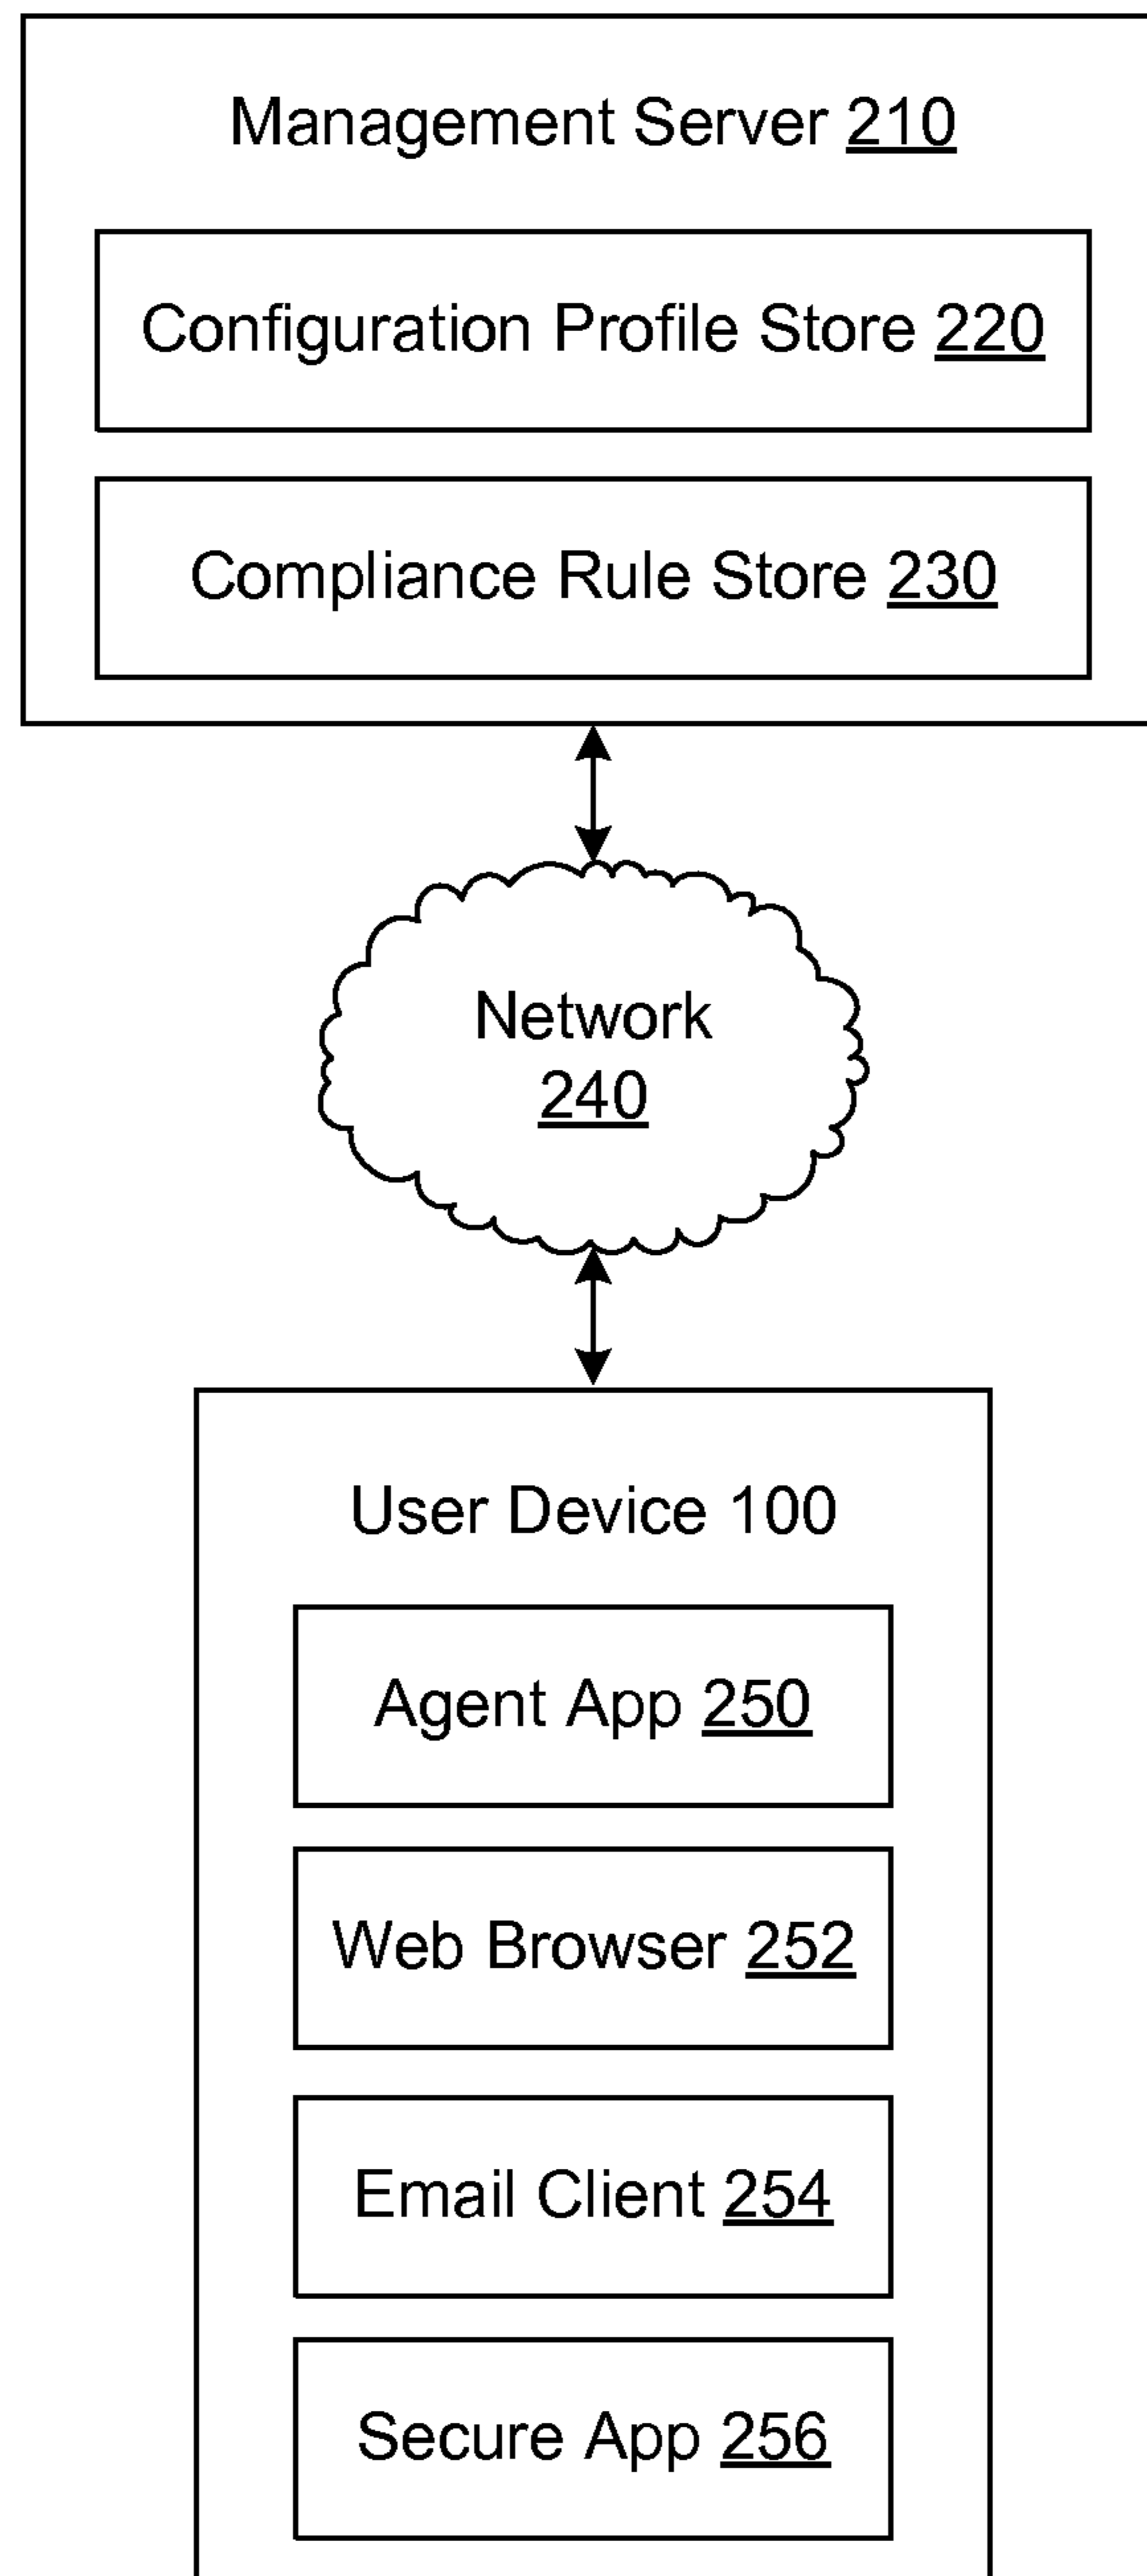 Management Server 210
Configuration Profile Store 220
Compliance Rule Store 230
Network
240
User Device 100
Agent App 250
Web Browser 252
Email Client 254
Secure App 256